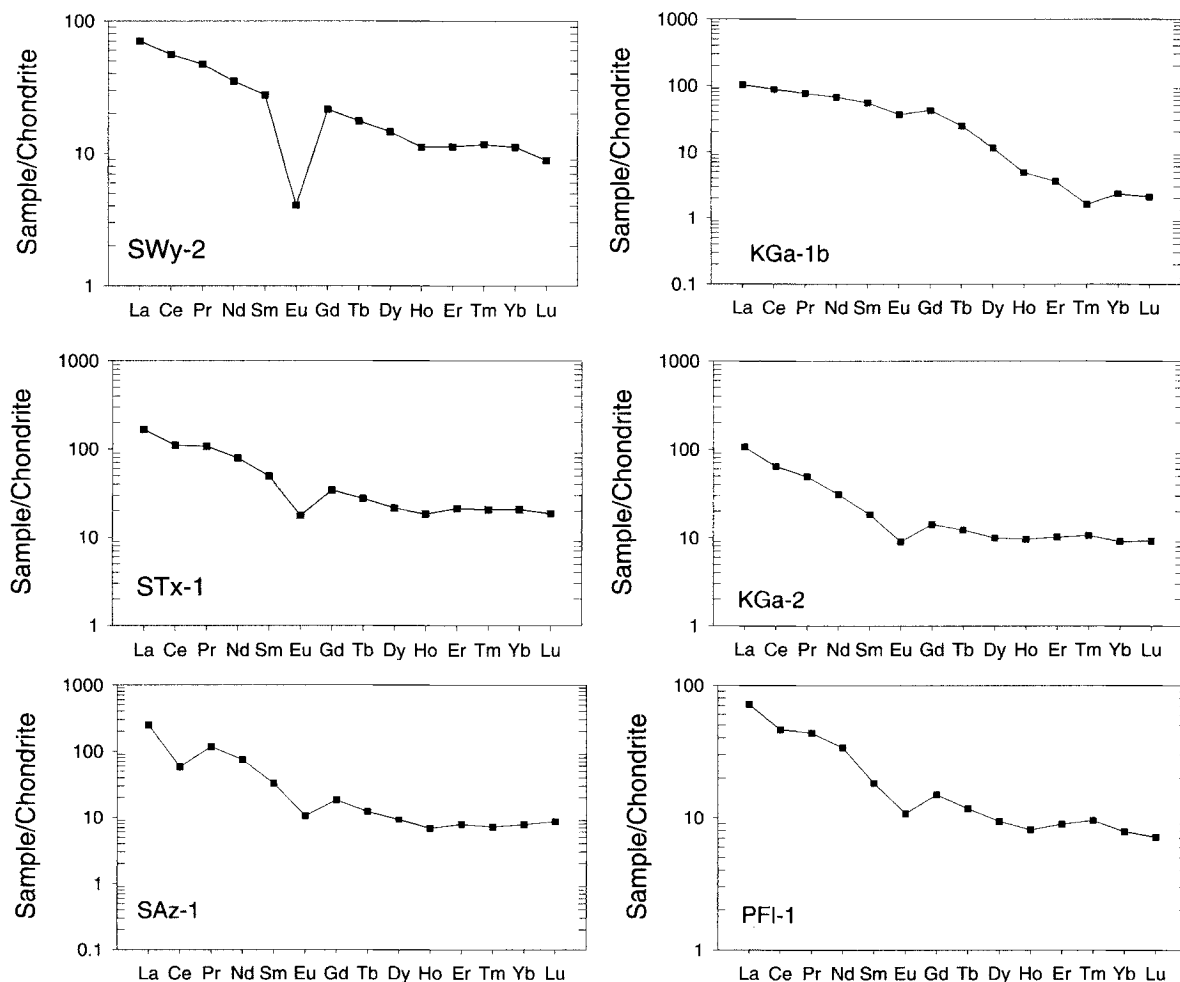 Sample/Chondrite
100
10
1
SWy-2
La Ce Pr Nd Sm Eu Gd Tb Dy Ho Er Tm Yb Lu
Sample/Chondrite
1000
100
10
1
0.1
KGa-1b
La Ce Pr Nd Sm Eu Gd Tb Dy Ho Er Tm Yb Lu
Sample/Chondrite
1000
100
10
1
STx-1
La Ce Pr Nd Sm Eu Gd Tb Dy Ho Er Tm Yb Lu
Sample/Chondrite
1000
100
10
1
KGa-2
La Ce Pr Nd Sm Eu Gd Tb Dy Ho Er Tm Yb Lu
Sample/Chondrite
1000
100
10
1
0.1
SAz-1
La Ce Pr Nd Sm Eu Gd Tb Dy Ho Er Tm Yb Lu
Sample/Chondrite
100
10
1
PFl-1
La Ce Pr Nd Sm Eu Gd Tb Dy Ho Er Tm Yb Lu